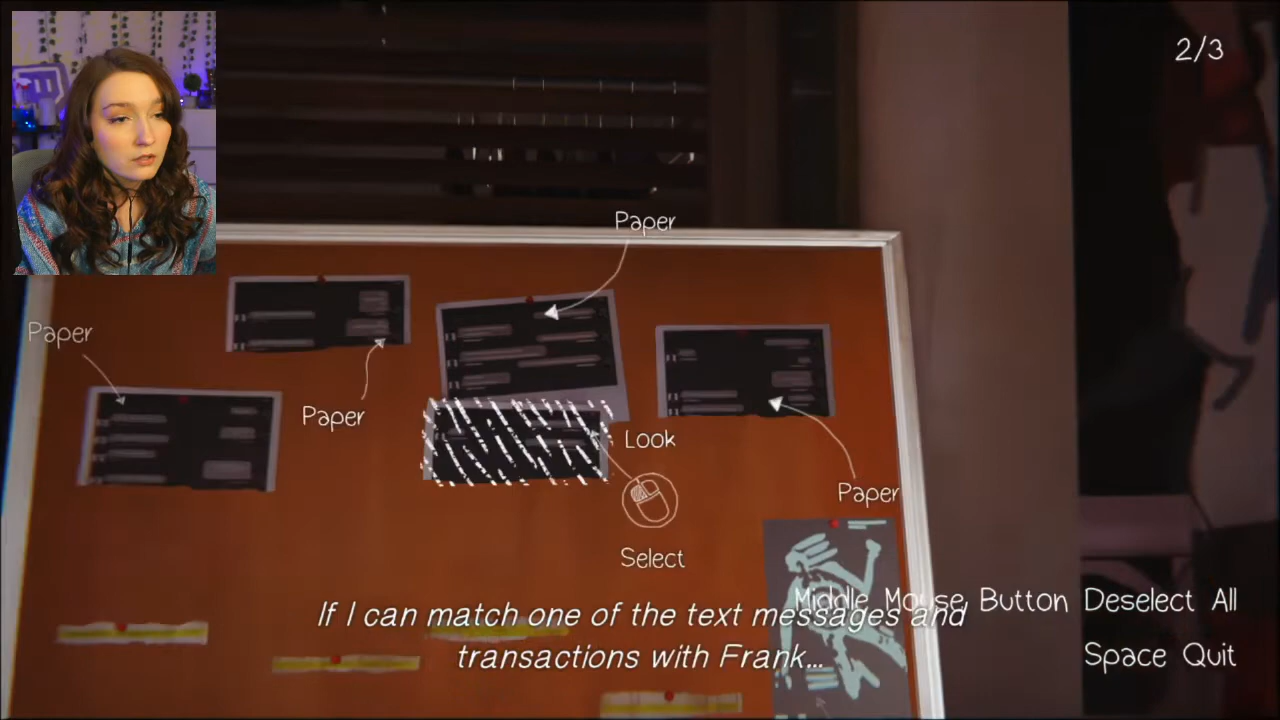 2/3
Paper
Paper
Paper
Look
Paper
Select
Middle Mouse Button Deselect All
If I can match one of the text messages and
transactions with Frank...
Space Quit